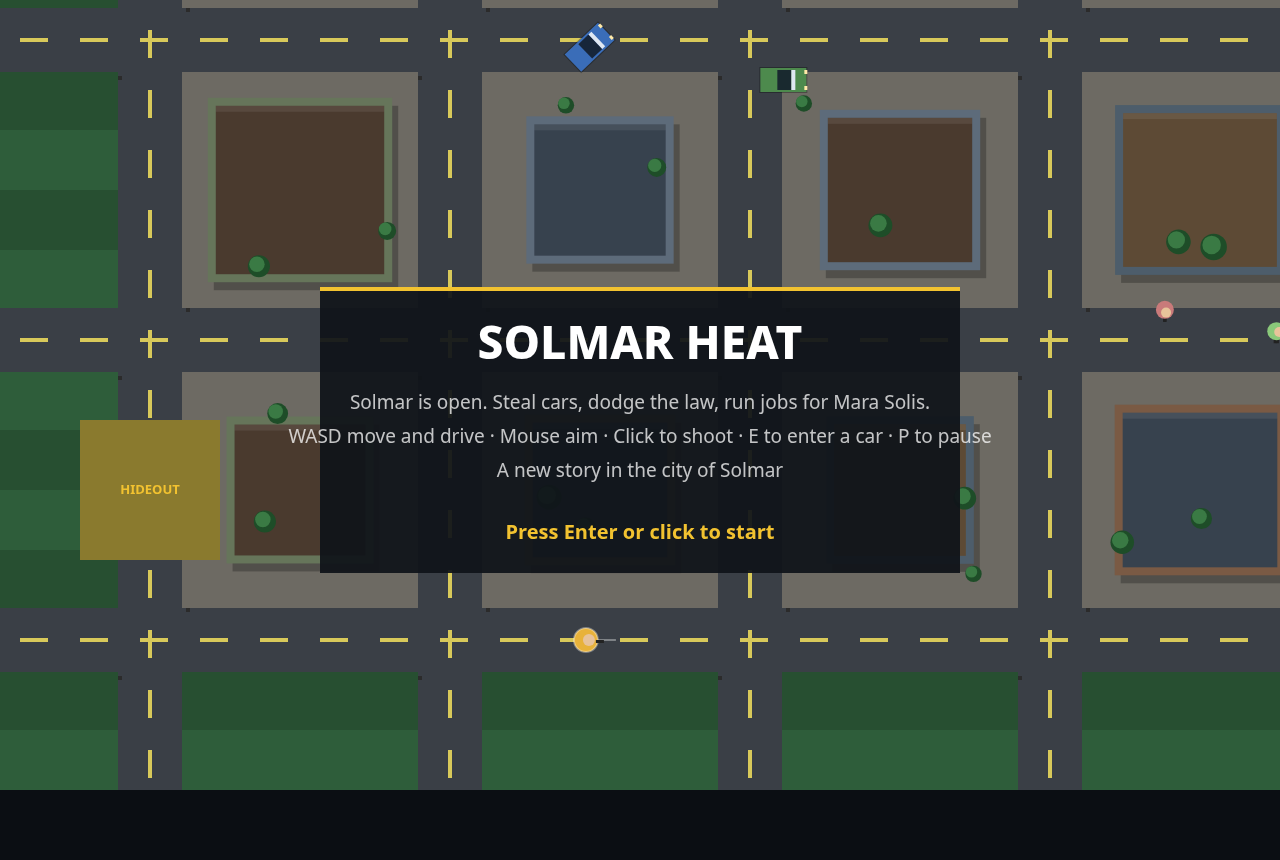 SOLMAR HEAT
Solmar is open. Steal cars, dodge the law, run jobs for Mara Solis.
WASD move and drive · Mouse aim · Click to shoot · E to enter a car · P to pause
A new story in the city of Solmar
HIDEOUT
Press Enter or click to start